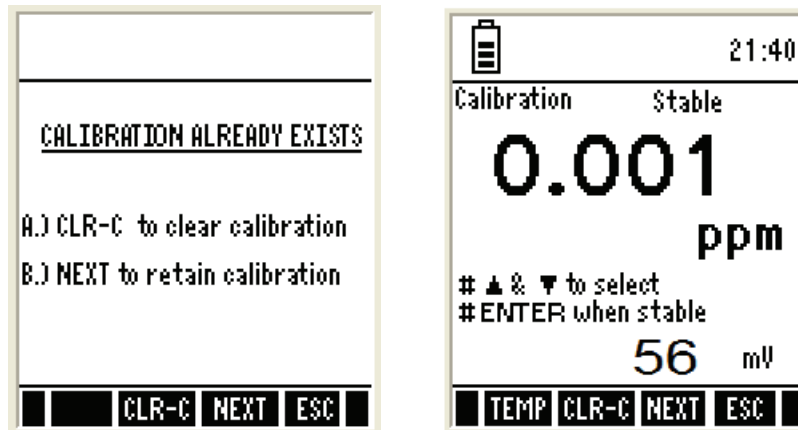 CALIBRATION ALREADY EXISTS
A.) CLR-C to clear calibration
B.) NEXT to retain calibration
CLR-C NEXT ESC
21:40
Calibration Stable
0.001
ppm
# ▲ & ▼ to select
# ENTER when stable
56 mV
TEMP CLR-C NEXT ESC